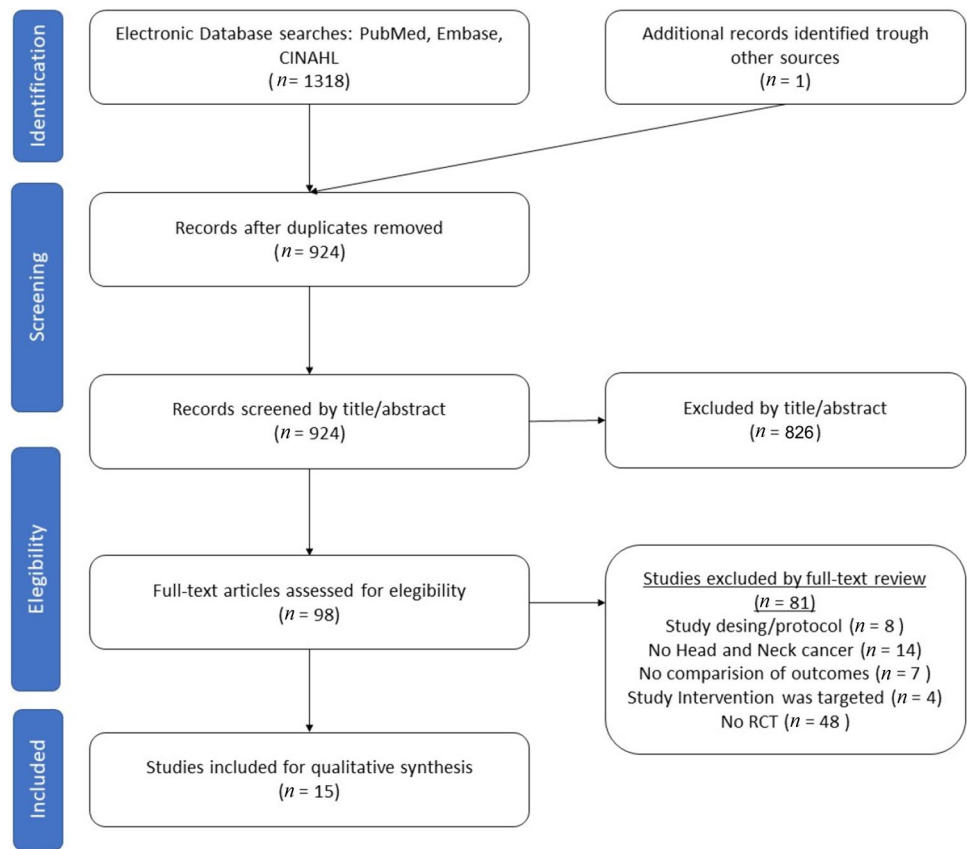 Identification
Electronic Database searches: PubMed, Embase,
CINAHL
(n = 1318)
Additional records identified trough
other sources
(n = 1)
Screening
Records after duplicates removed
(n = 924)
Records screened by title/abstract
(n = 924)
Excluded by title/abstract
(n = 826)
Elegibility
Full-text articles assessed for elegibility
(n = 98)
Studies excluded by full-text review
(n = 81)
Study desing/protocol (n = 8 )
No Head and Neck cancer (n = 14)
No comparision of outcomes (n = 7 )
Study Intervention was targeted (n = 4)
No RCT (n = 48 )
Included
Studies included for qualitative synthesis
(n = 15)